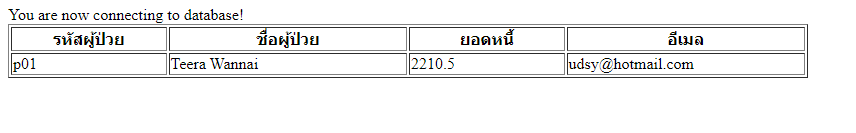 You are now connecting to database!
รหัสผู้ป่วย ชื่อผู้ป่วย ยอดหนี้ อีเมล
p01 Teera Wannai 2210.5 udsy@hotmail.com